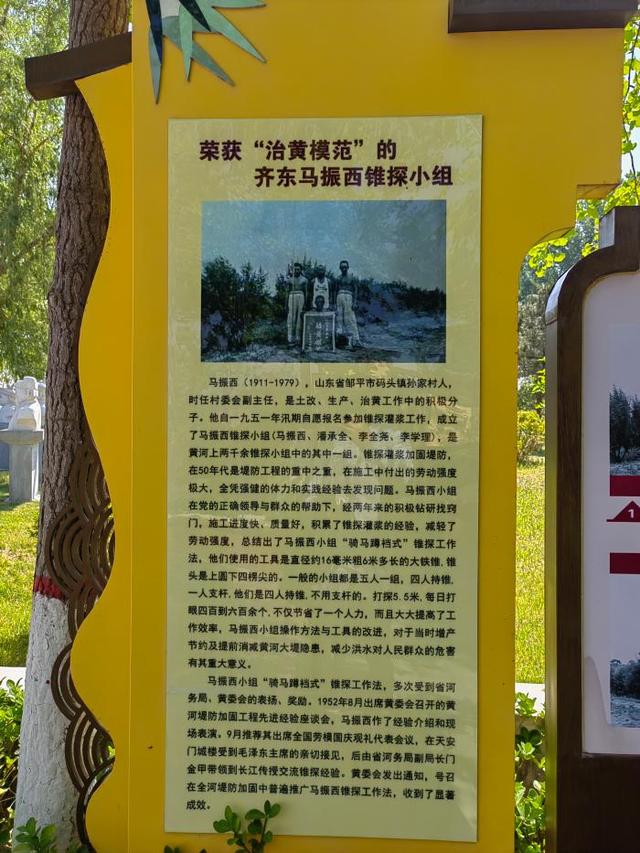 荣获“治黄模范”的
齐东马振西锥探小组
马振西(1911-1979),山东省邹平市码头镇孙家村人,
时任村委会副主任,是土改、生产、治黄工作中的积极分
子。他自一九五一年汛期自愿报名参加锥探灌浆工作,成立
了马振西锥探小组(马振西、潘承全、李金尧、李学理),是
黄河上两千余锥探小组中的其中一组。锥探灌浆加固堤防,
在50年代是堤防工程的重中之重,在施工中付出的劳动强度
极大,全凭强健的体力和实践经验去发现问题。马振西小组
在党的正确领导与群众的帮助下,经两年来的积极钻研找窍
门,施工进度快、质量好,积累了锥探灌浆的经验,减轻了
劳动强度,总结出了马振西小组“骑马蹲裆式”锥探工作
法,他们使用的工具是直径约16毫米粗6米多长的大铁锥,锥
头是上圆下四楞尖的。一般的小组都是五人一组,四人持锥,
一人支杆,他们是四人持锥,不用支杆的。打探5.5米,每日打
眼四百到六百余个,不仅节省了一个人力,而且大大提高了工
作效率,马振西小组操作方法与工具的改进,对于当时增产
节约及提前消减黄河大堤隐患,减少洪水对人民群众的危害
有其重大意义。
马振西小组“骑马蹲裆式”锥探工作法,多次受到省河
务局、黄委会的表扬、奖励。1952年8月出席黄委会召开的黄
河堤防加固工程先进经验座谈会,马振西作了经验介绍和现
场表演。9月推荐其出席全国劳模国庆观礼代表会议,在天安
门城楼受到毛泽东主席的亲切接见,后由省河务局副局长门
金甲带领到长江传授交流锥探经验。黄委会发出通知,号召
在全河堤防加固中普遍推广马振西锥探工作法,收到了显著
成效。